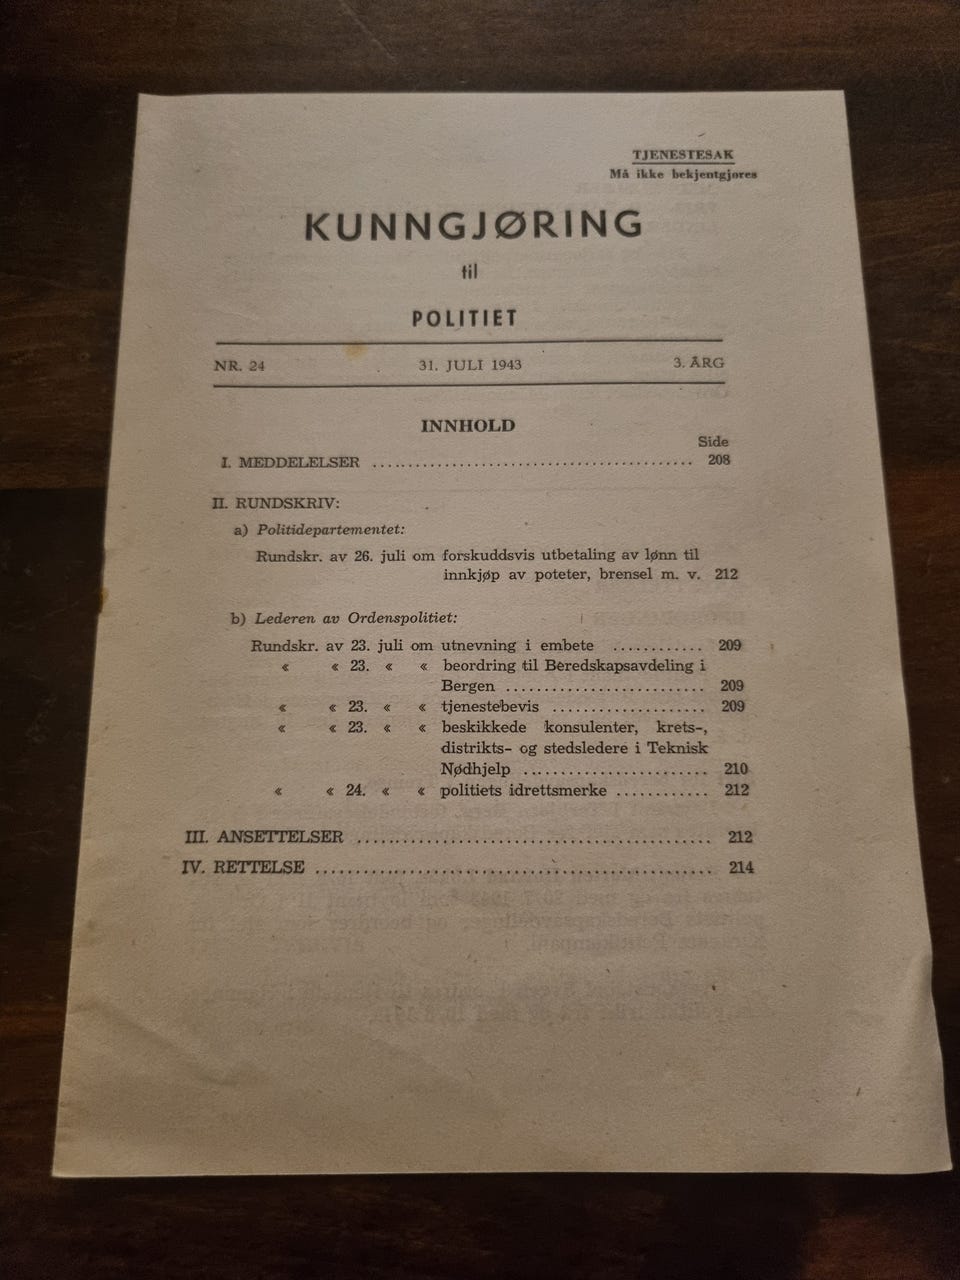 TJENESTESAK
Må ikke bekjentgjøres
KUNNGJØRING
til
POLITIET
NR. 24 31. JULI 1943 3. ÅRG
INNHOLD
Side
I. MEDDELELSER ............................................. 208
II. RUNDSKRIV:
a) Politidepartementet:
Rundskr. av 26. juli om forskuddsvis utbetaling av lønn til
innkjøp av poteter, brensel m. v. 212
b) Lederen av Ordenspolitiet:
Rundskr. av 23. juli om utnevning i embete ............ 209
« « 23. « « beordring til Beredskapsavdeling i
Bergen ............................ 209
« « 23. « « tjenestebevis ..................... 209
« « 23. « « beskikkede konsulenter, krets-,
distrikts- og stedsledere i Teknisk
Nødhjelp .......................... 210
« « 24. « « politiets idrettsmerke ............ 212
III. ANSETTELSER .................................................. 212
IV. RETTELSE ........................................................ 214